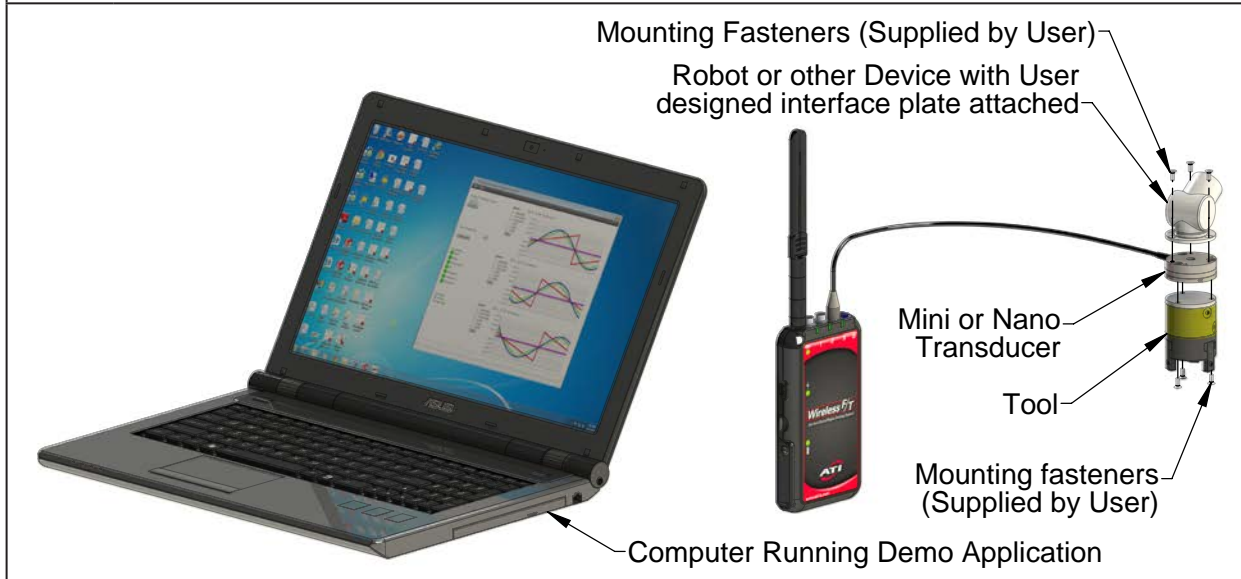 Mounting Fasteners (Supplied by User)
Robot or other Device with User
designed interface plate attached
Mini or Nano
Transducer
Tool
Mounting fasteners
(Supplied by User)
Computer Running Demo Application
ASUS
Wireless F/T
ATI